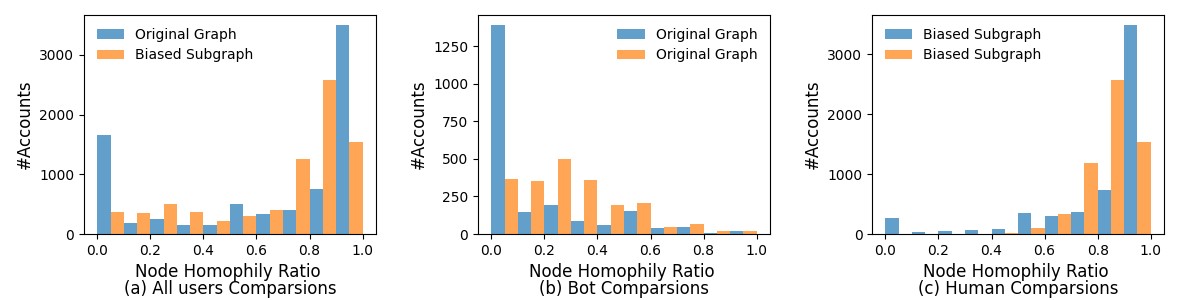 #Accounts
3000
2000
1000
0
Original Graph
Biased Subgraph
0.0 0.2 0.4 0.6 0.8 1.0
Node Homophily Ratio
(a) All users Comparsions
#Accounts
1250
1000
750
500
250
0
Original Graph
Original Graph
0.0 0.2 0.4 0.6 0.8 1.0
Node Homophily Ratio
(b) Bot Comparsions
#Accounts
3000
2000
1000
0
Biased Subgraph
Biased Subgraph
0.0 0.2 0.4 0.6 0.8 1.0
Node Homophily Ratio
(c) Human Comparsions